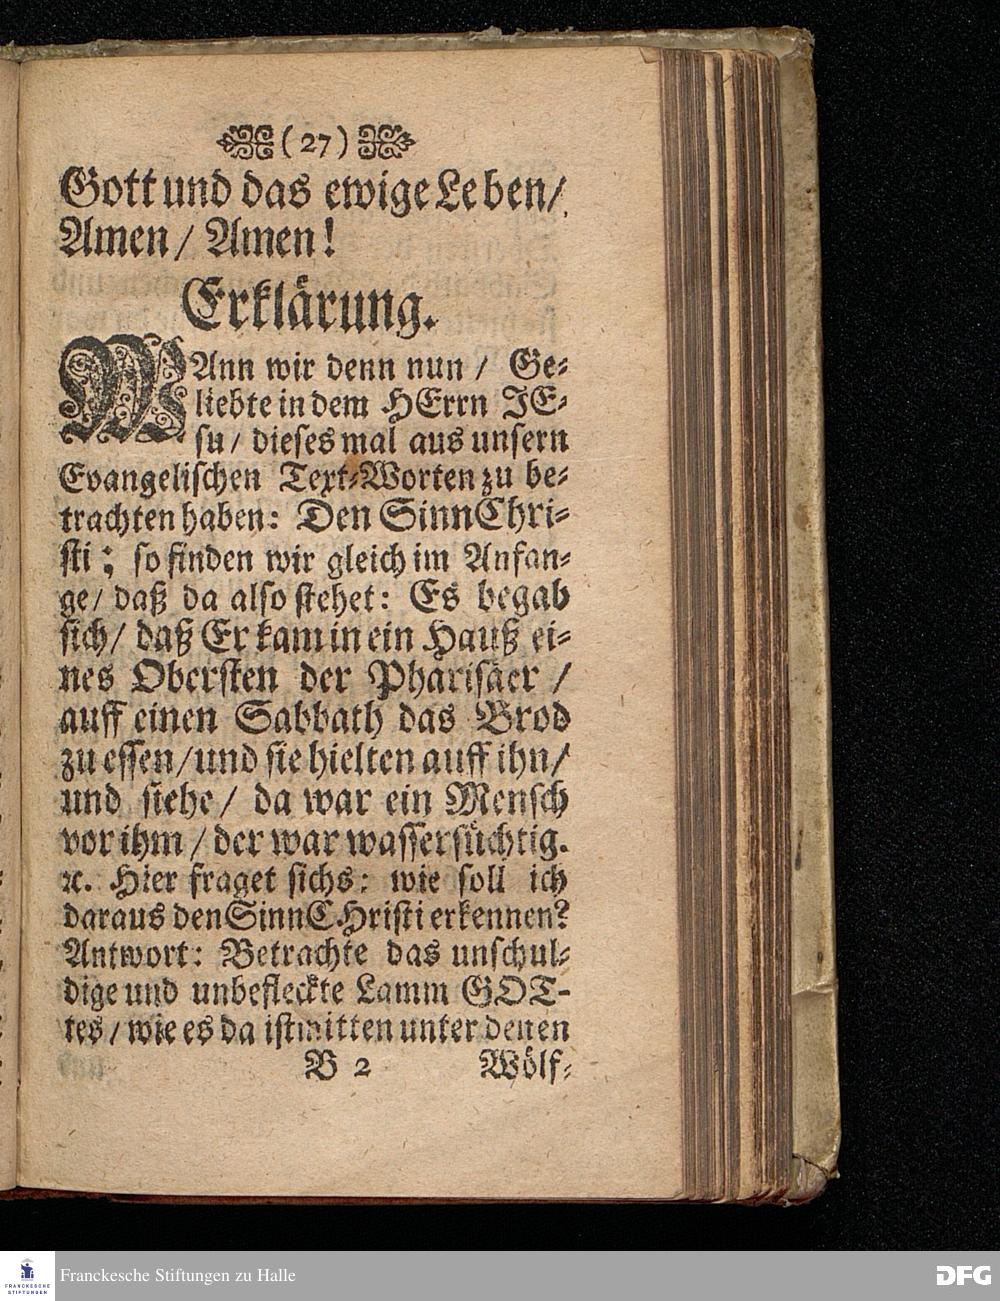 (27)
Gott und das ewige Leben/
Amen/ Amen!
Erklärung.
WAnn wir denn nun / Ge-
liebte in dem HErrn JE-
su/ dieses mal aus unsern
Evangelischen Text-Worten zu be-
trachten haben: Den Sinn Chri-
sti; so finden wir gleich im Anfan-
ge/ daß da also stehet: Es begab
sich/ daß Er kam in ein Hauß ei-
nes Obersten der Pharisäer /
auff einen Sabbath das Brod
zu essen/und sie hielten auff ihn/
und siehe/ da war ein Mensch
vor ihm/ der war wassersüchtig.
ꝛc. Hier fraget sichs: wie soll ich
daraus den Sinn CHristi erkennen?
Antwort: Betrachte das unschul-
dige und unbefleckte Lamm GOT-
tes/ wie es da ist mitten unter denen
B 2 Wölf-
FRANCKESCHE
STIFTUNGEN
Franckesche Stiftungen zu Halle
DFG